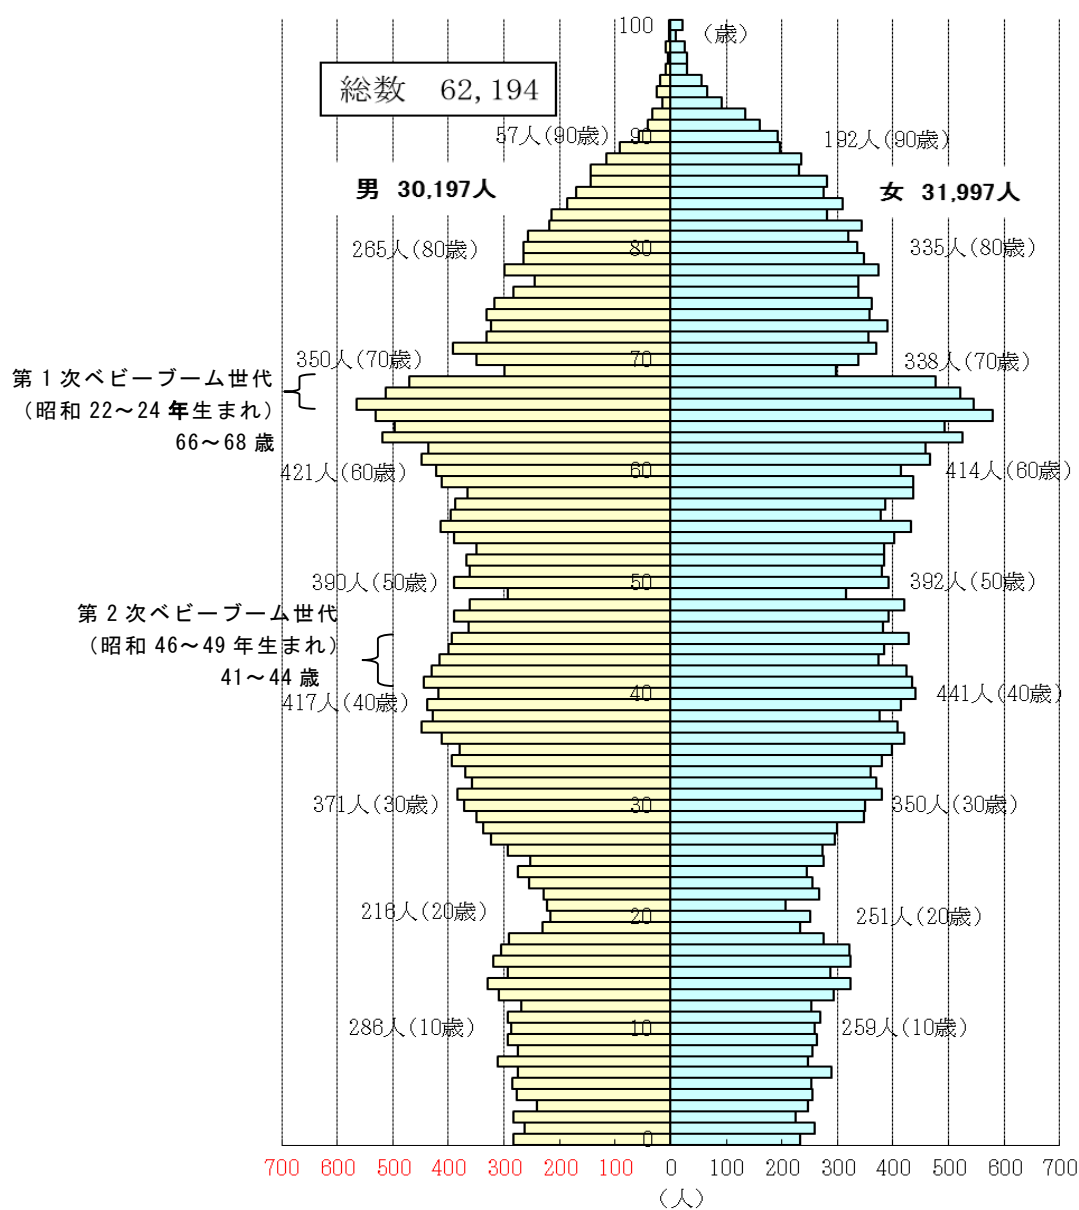 100 （歳）
総数　62,194
57人(90歳) 90 192人(90歳)
男　30,197人
女　31,997人
265人(80歳) 80 335人(80歳)
350人(70歳) 70 338人(70歳)
第１次ベビーブーム世代
（昭和 22～24 年生まれ）
66～68 歳
421人(60歳) 60 414人(60歳)
390人(50歳) 50 392人(50歳)
第２次ベビーブーム世代
（昭和 46～49 年生まれ）
41～44 歳
417人(40歳) 40 441人(40歳)
371人(30歳) 30 350人(30歳)
216人(20歳) 20 251人(20歳)
286人(10歳) 10 259人(10歳)
0
700 600 500 400 300 200 100 0 100 200 300 400 500 600 700
（人）